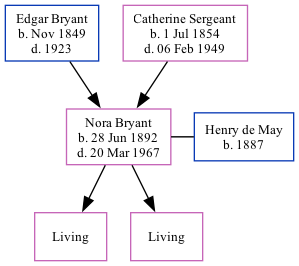 Edgar Bryant
b. Nov 1849
d. 1923
Catherine Sergeant
b. 1 Jul 1854
d. 06 Feb 1949
Nora Bryant
b. 28 Jun 1892
d. 20 Mar 1967
Henry de May
b. 1887
Living
Living